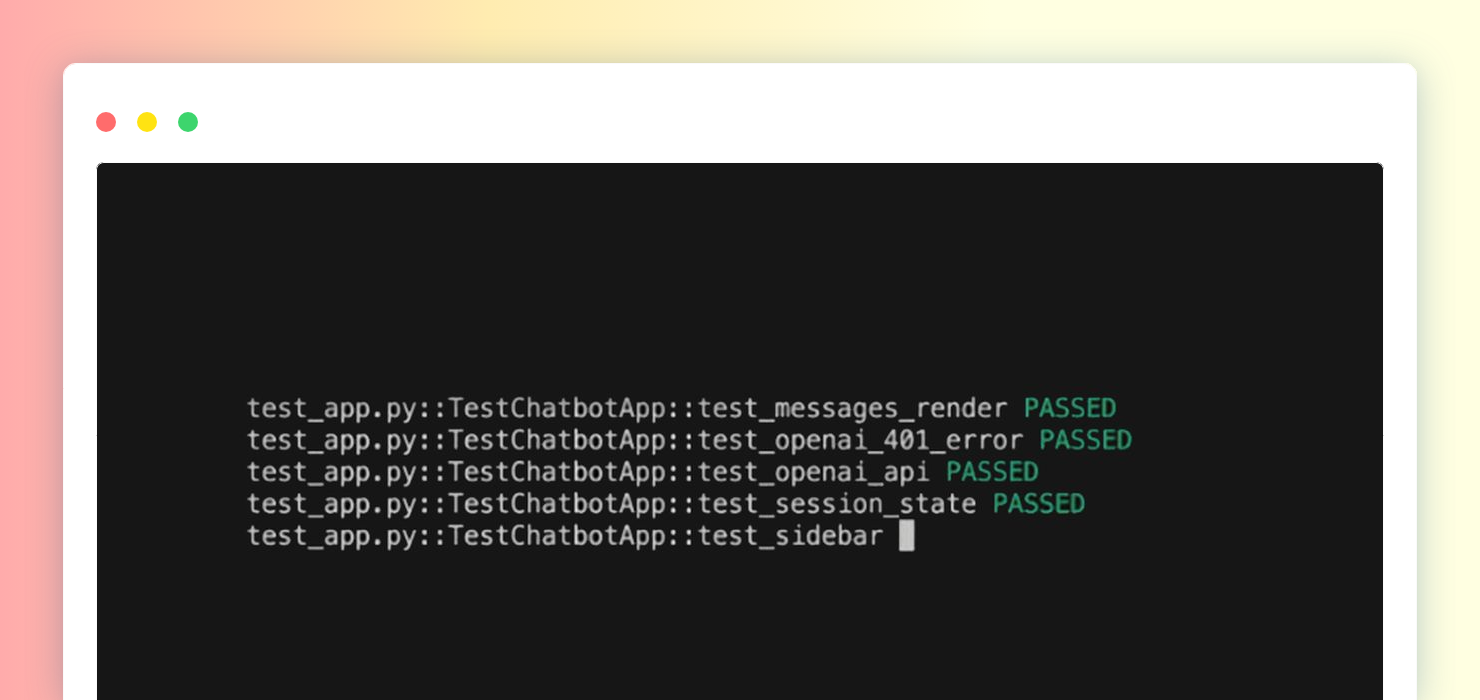 test_app.py::TestChatbotApp::test_messages_render PASSED
test_app.py::TestChatbotApp::test_openai_401_error PASSED
test_app.py::TestChatbotApp::test_openai_api PASSED
test_app.py::TestChatbotApp::test_session_state PASSED
test_app.py::TestChatbotApp::test_sidebar